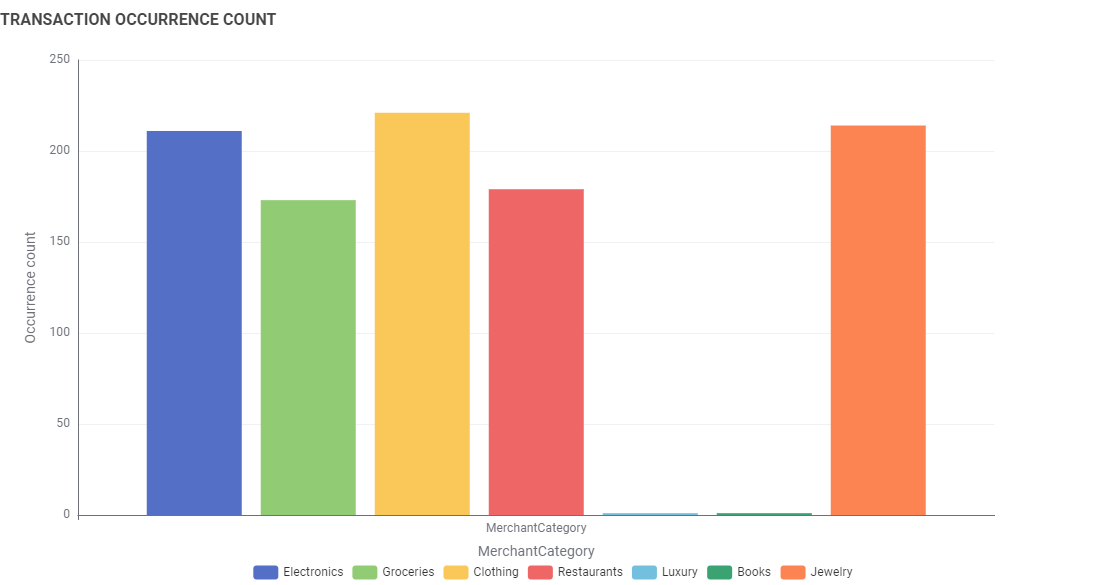 TRANSACTION OCCURRENCE COUNT
250
200
150
100
50
0
Occurrence count
MerchantCategory
MerchantCategory
Electronics Groceries Clothing Restaurants Luxury Books Jewelry